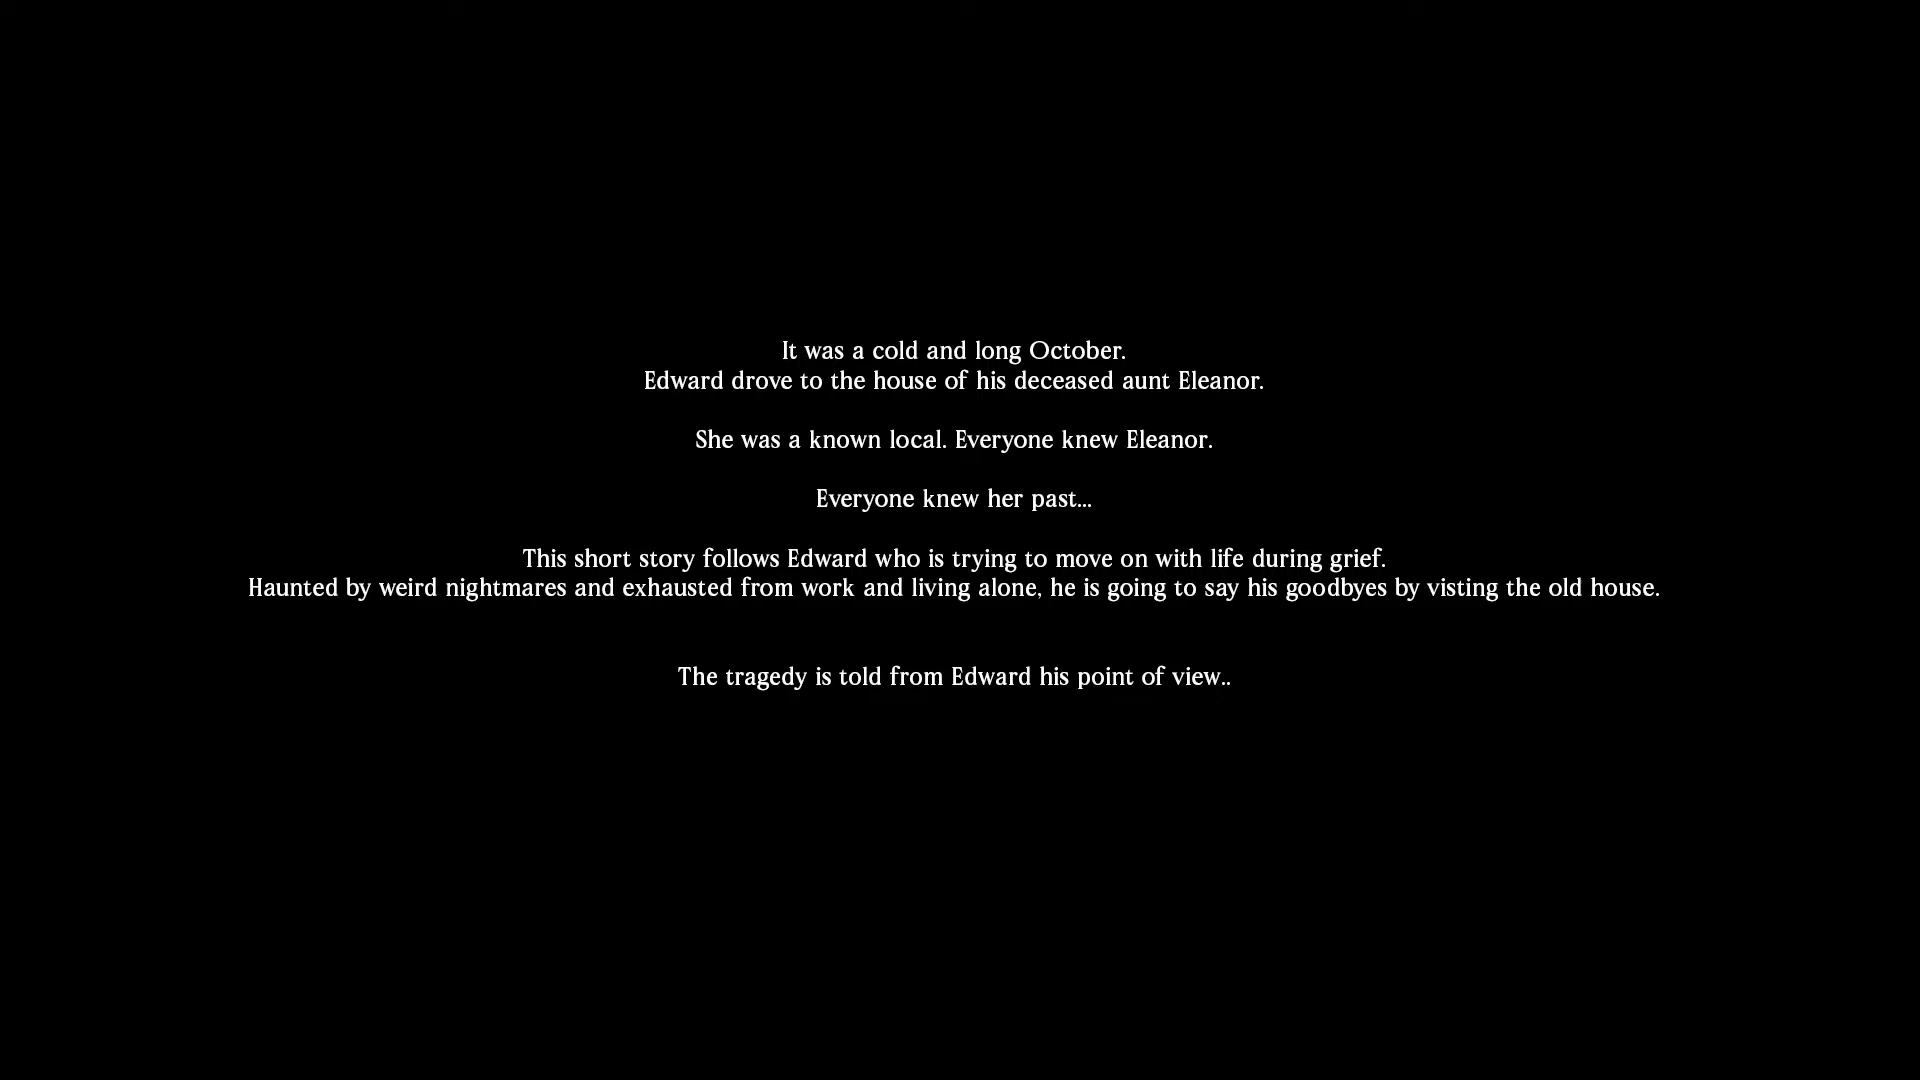 It was a cold and long October.
Edward drove to the house of his deceased aunt Eleanor.
She was a known local. Everyone knew Eleanor.
Everyone knew her past...
This short story follows Edward who is trying to move on with life during grief.
Haunted by weird nightmares and exhausted from work and living alone, he is going to say his goodbyes by visting the old house.
The tragedy is told from Edward his point of view..